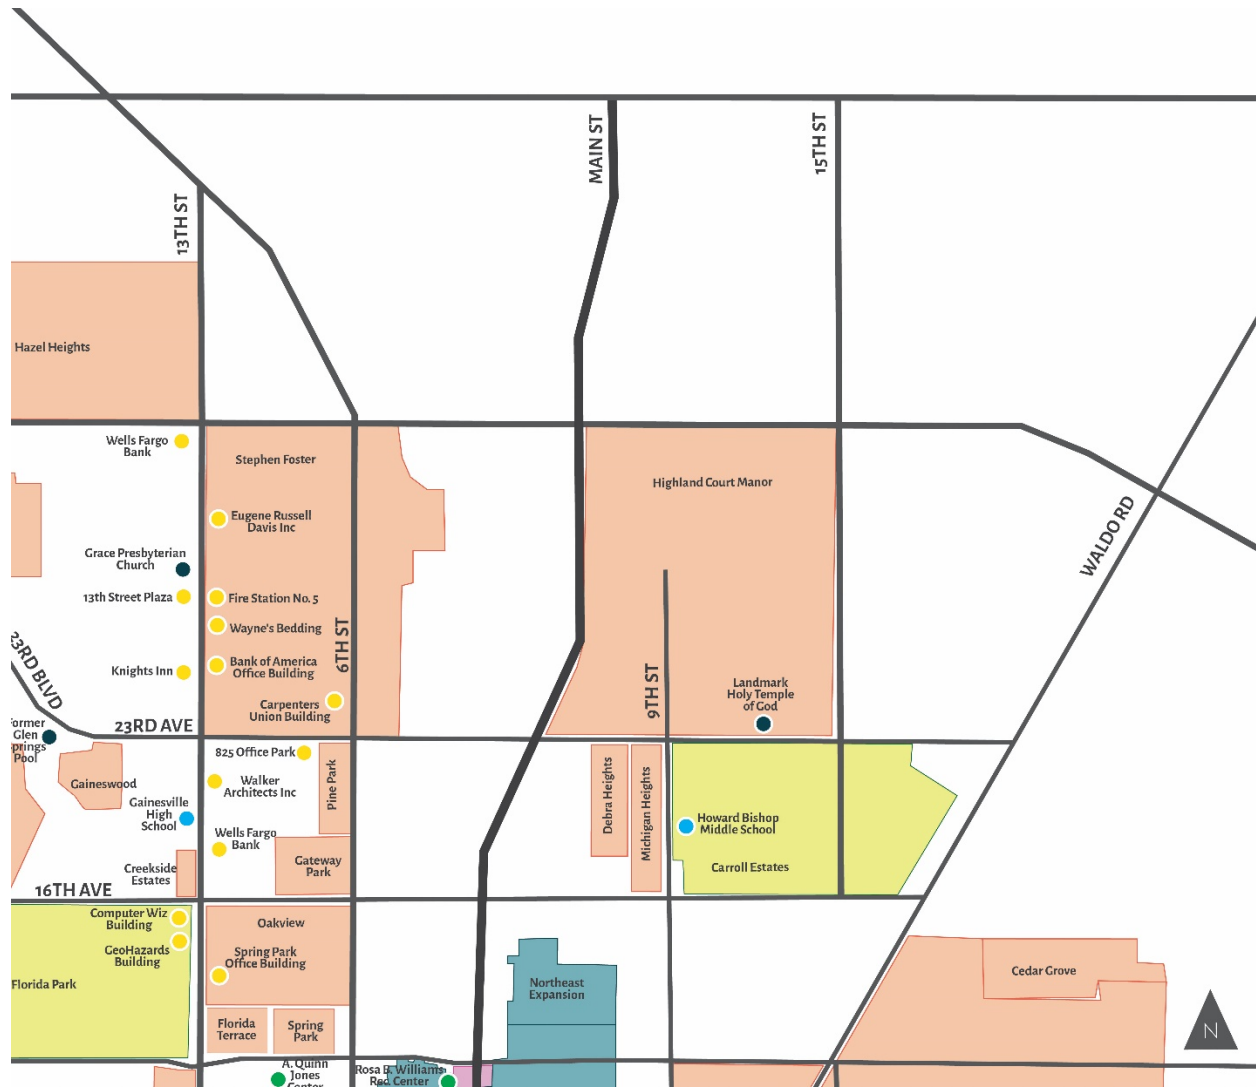 MAIN ST
15TH ST
13TH ST
Hazel Heights
Wells Fargo
Bank
Stephen Foster
Highland Court Manor
WALDO RD
Eugene Russell
Davis Inc
Grace Presbyterian
Church
13th Street Plaza
Fire Station No. 5
Wayne's Bedding
6TH ST
23RD BLVD
Knights Inn
Bank of America
Office Building
9TH ST
Landmark
Holy Temple
of God
Carpenters
Union Building
23RD AVE
Former
Glen
Springs
Pool
825 Office Park
Pine Park
Gaineswood
Walker
Architects Inc
Debra Heights
Michigan Heights
Gainesville
High
School
Howard Bishop
Middle School
Wells Fargo
Bank
Gateway
Park
Creekside
Estates
Carroll Estates
16TH AVE
Computer Wiz
Building
Oakview
GeoHazards
Building
Spring Park
Office Building
Cedar Grove
Florida Park
Northeast
Expansion
Florida
Terrace
Spring
Park
N
A. Quinn
Jones
Center
Rosa B. Williams
Rec Center